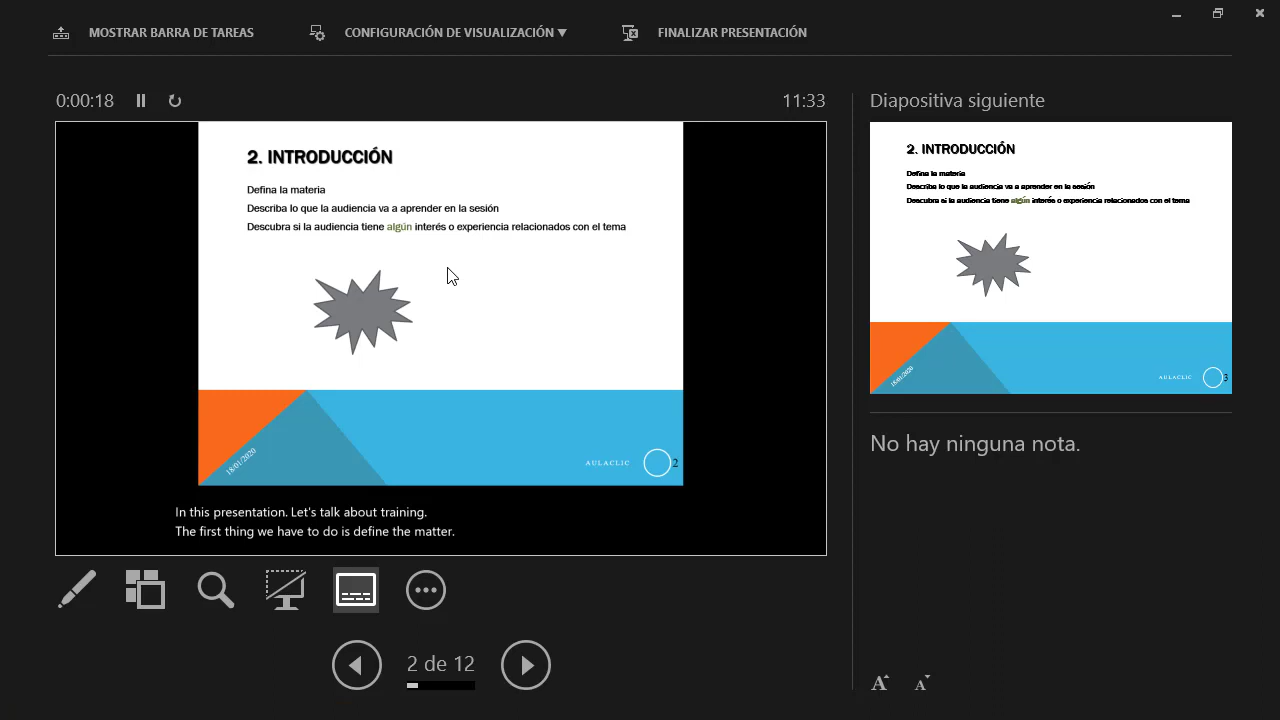 MOSTRAR BARRA DE TAREAS
CONFIGURACIÓN DE VISUALIZACIÓN ▼
FINALIZAR PRESENTACIÓN
0:00:18
11:33
2. INTRODUCCIÓN
Defina la materia
Describa lo que la audiencia va a aprender en la sesión
Descubra si la audiencia tiene algún interés o experiencia relacionados con el tema
18/01/2020
AULACLIC
2
In this presentation. Let's talk about training.
The first thing we have to do is define the matter.
2 de 12
Diapositiva siguiente
2. INTRODUCCIÓN
Defina la materia
Describa lo que la audiencia va a aprender en la sesión
Descubra si la audiencia tiene algún interés o experiencia relacionados con el tema
18/01/2020
AULACLIC
3
No hay ninguna nota.
A A